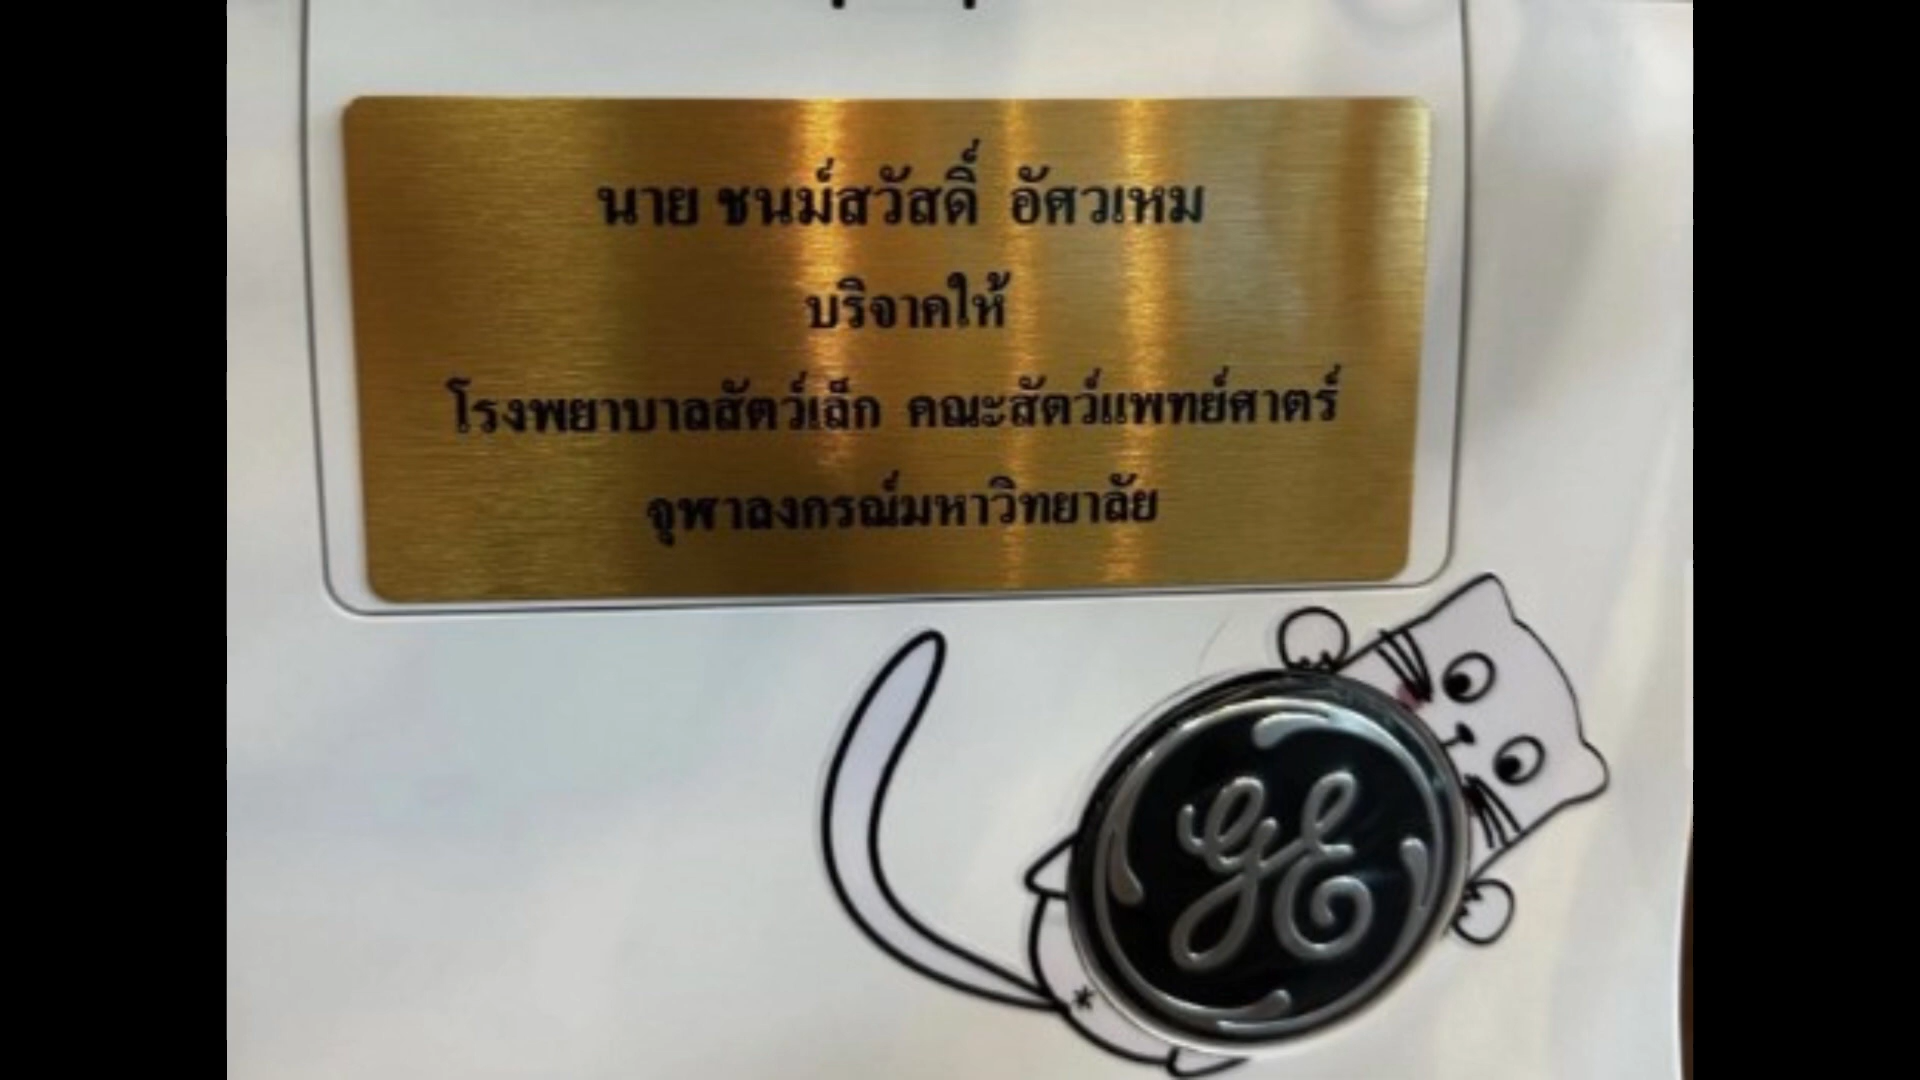 นาย ชนม์สวัสดิ์ อัศวเหม
บริจาคให้
โรงพยาบาลสัตว์เล็ก คณะสัตว์แพทย์ศาตร์
จุฬาลงกรณ์มหาวิทยาลัย
GE